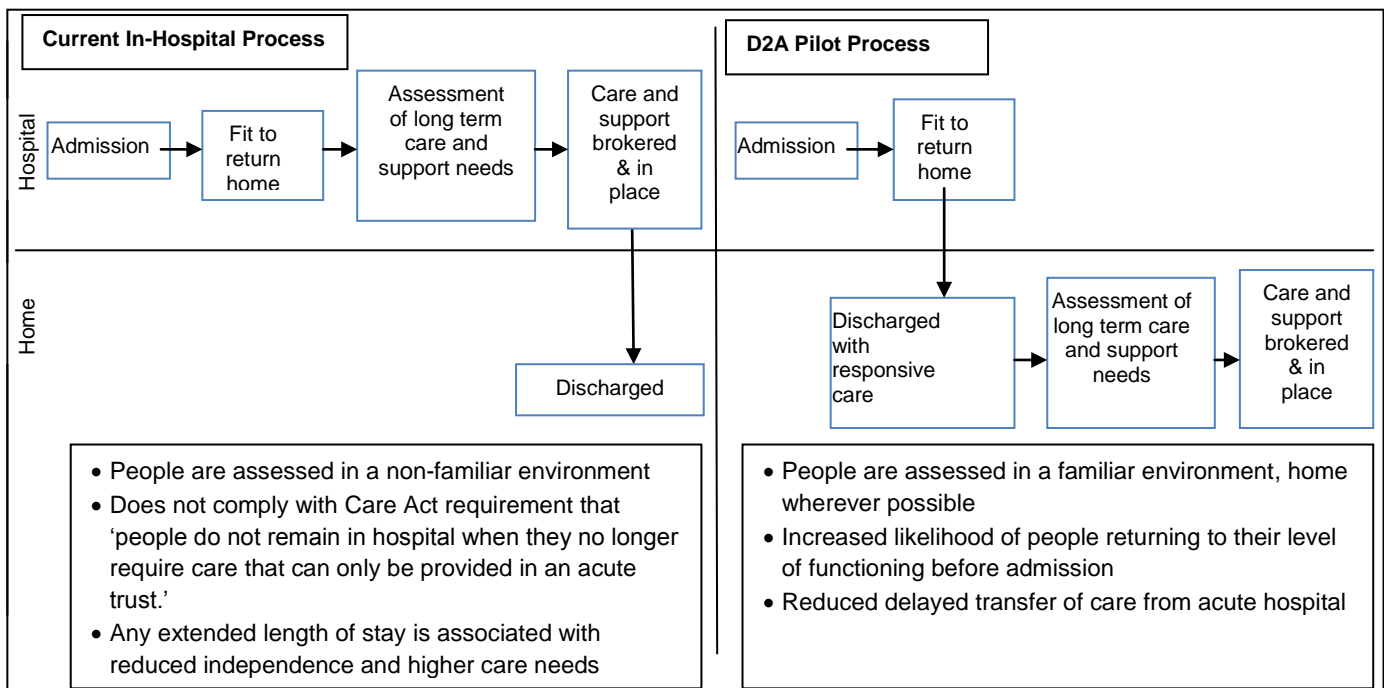 Current In-Hospital Process
Hospital
Admission
Fit to
return
home
Assessment
of long term
care and
support needs
Care and
support
brokered
& in
place
Home
Discharged
• People are assessed in a non-familiar environment
• Does not comply with Care Act requirement that
‘people do not remain in hospital when they no longer
require care that can only be provided in an acute
trust.’
• Any extended length of stay is associated with
reduced independence and higher care needs
D2A Pilot Process
Admission
Fit to
return
home
Discharged
with
responsive
care
Assessment of
long term care
and support
needs
Care and
support
brokered
& in
place
• People are assessed in a familiar environment, home
wherever possible
• Increased likelihood of people returning to their level
of functioning before admission
• Reduced delayed transfer of care from acute hospital